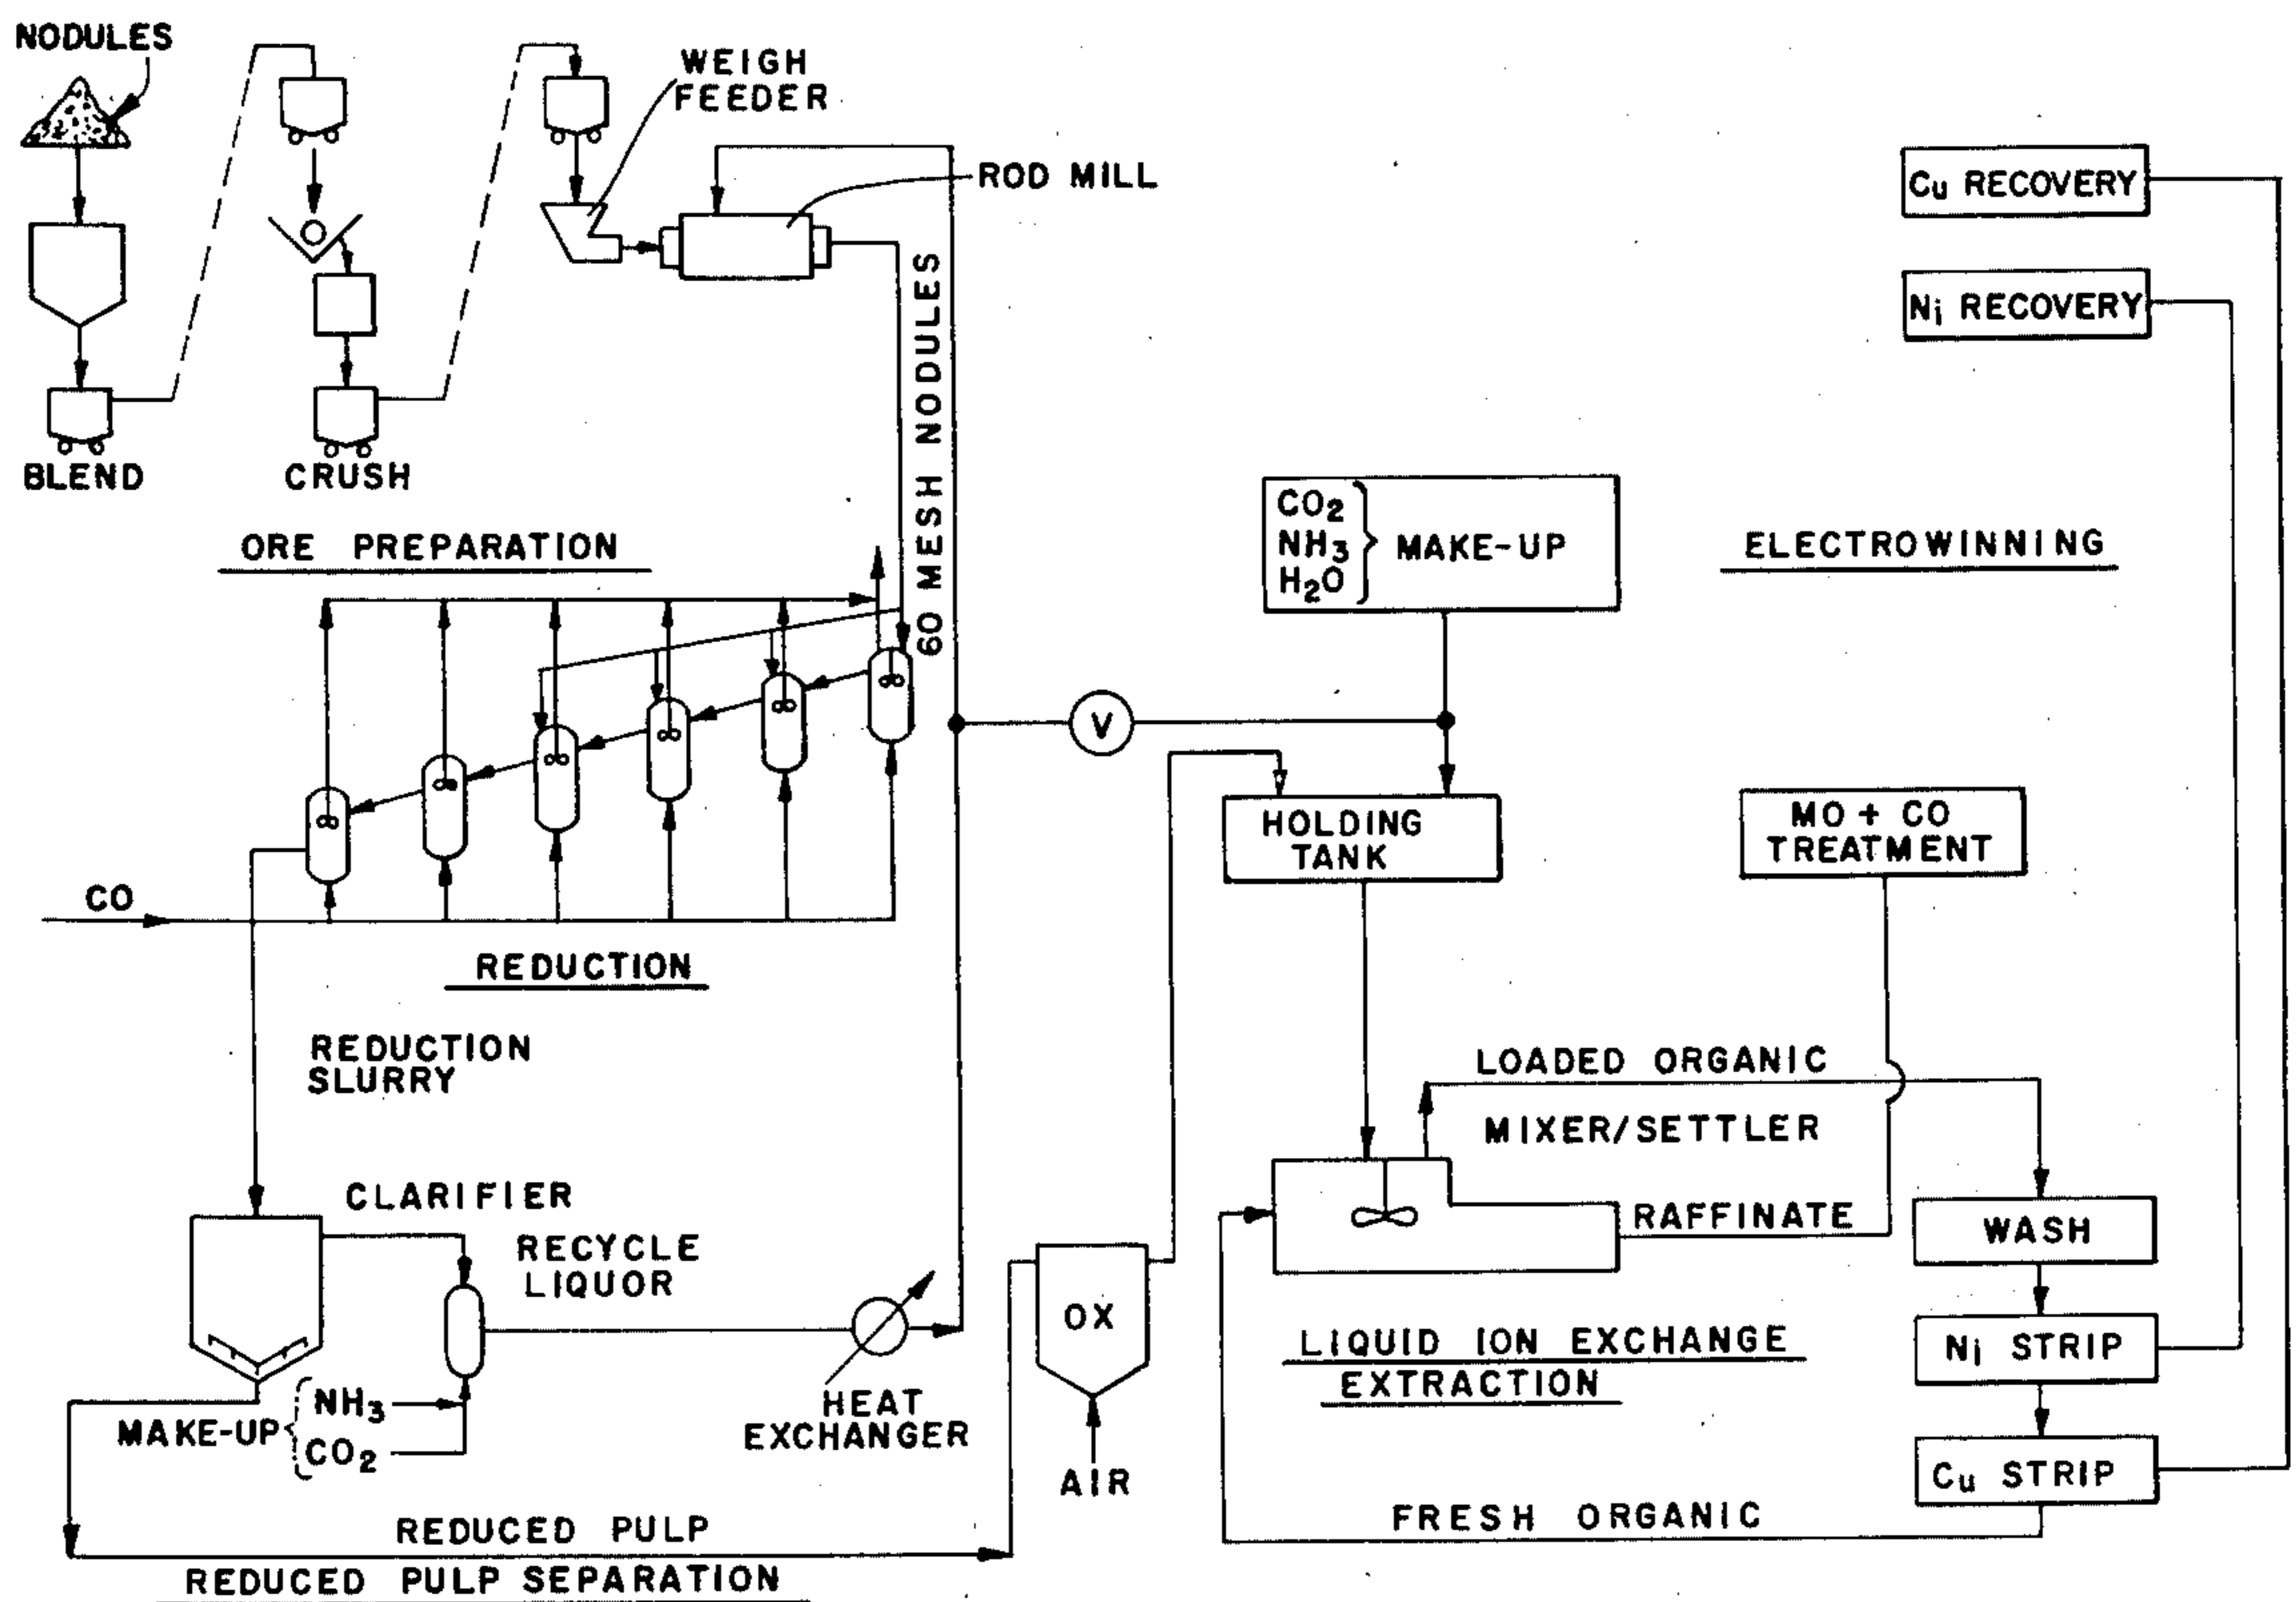 NODULES
WEIGH
FEEDER
ROD MILL
Cu RECOVERY
Ni RECOVERY
60 MESH NODULES
BLEND
CRUSH
ORE PREPARATION
CO2
NH3
H2O
MAKE-UP
ELECTROWINNING
V
HOLDING
TANK
MO + CO
TREATMENT
CO
REDUCTION
REDUCTION
SLURRY
LOADED ORGANIC
MIXER/SETTLER
CLARIFIER
RAFFINATE
WASH
RECYCLE
LIQUOR
OX
LIQUID ION EXCHANGE
EXTRACTION
Ni STRIP
NH3
MAKE-UP
CO2
HEAT
EXCHANGER
AIR
Cu STRIP
FRESH ORGANIC
REDUCED PULP
REDUCED PULP SEPARATION